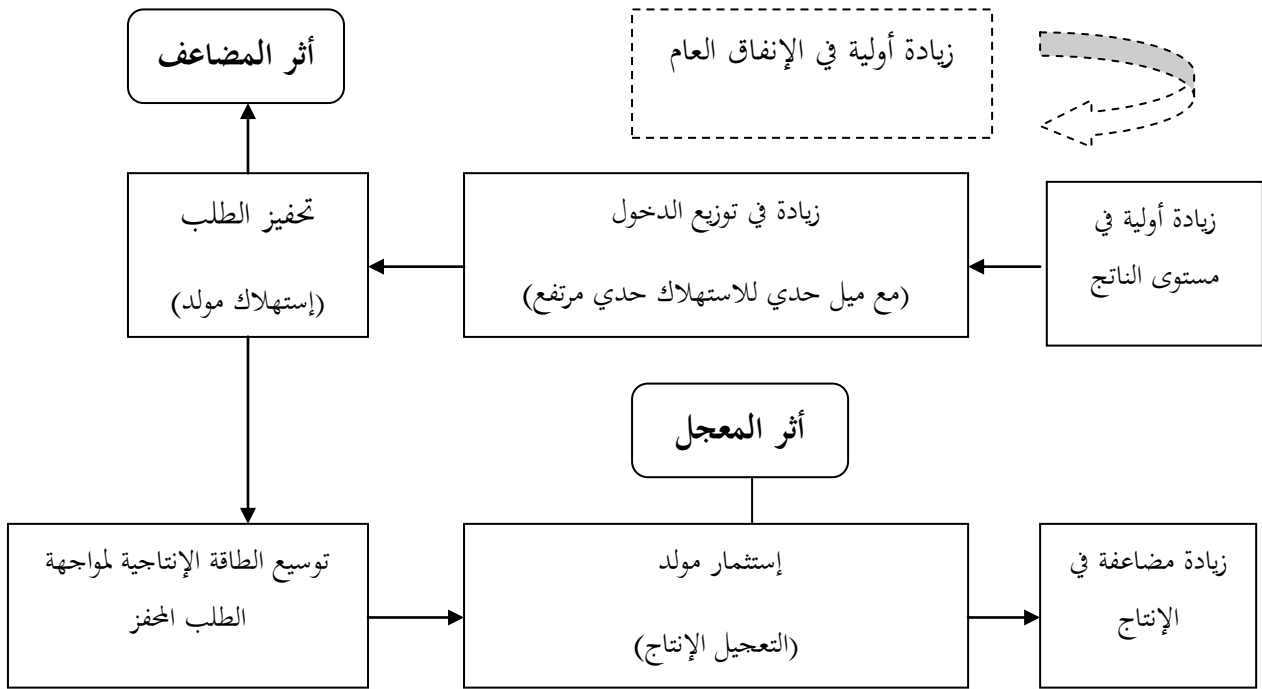 أثر المضاعف
زيادة أولية في الإنفاق العام
زيادة أولية في
مستوى الناتج
زيادة في توزيع الدخول
(مع ميل حدي للاستهلاك حدي مرتفع)
تحفيز الطلب
(إستهلاك مولد)
أثر المعجل
توسيع الطاقة الإنتاجية لمواجهة
الطلب المحفز
إستثمار مولد
(التعجيل الإنتاج)
زيادة مضاعفة في
الإنتاج